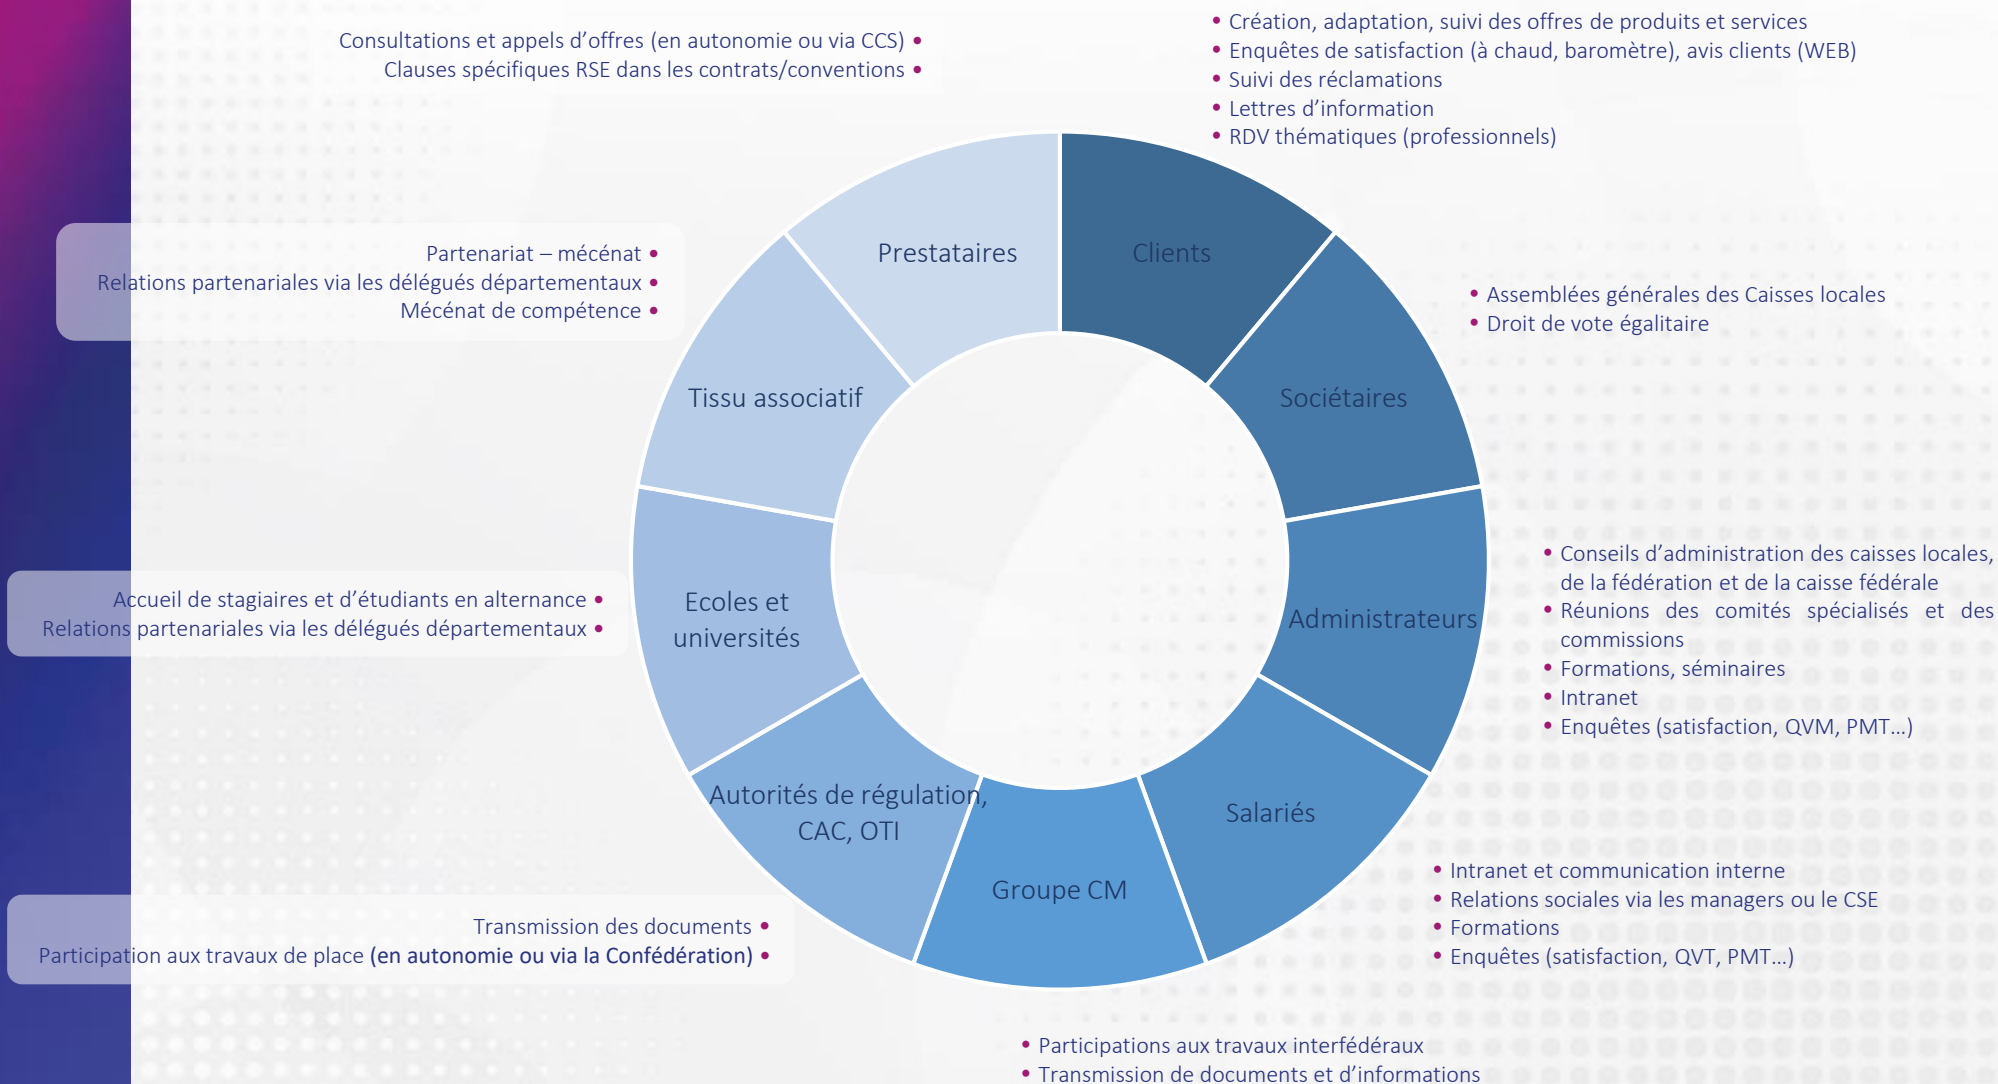 Consultations et appels d’offres (en autonomie ou via CCS) •
Clauses spécifiques RSE dans les contrats/conventions •
• Création, adaptation, suivi des offres de produits et services
• Enquêtes de satisfaction (à chaud, baromètre), avis clients (WEB)
• Suivi des réclamations
• Lettres d’information
• RDV thématiques (professionnels)
Partenariat – mécénat •
Relations partenariales via les délégués départementaux •
Mécénat de compétence •
Prestataires
Clients
• Assemblées générales des Caisses locales
• Droit de vote égalitaire
Tissu associatif
Sociétaires
Accueil de stagiaires et d’étudiants en alternance •
Relations partenariales via les délégués départementaux •
Ecoles et
universités
Administrateurs
• Conseils d’administration des caisses locales,
de la fédération et de la caisse fédérale
• Réunions des comités spécialisés et des
commissions
• Formations, séminaires
• Intranet
• Enquêtes (satisfaction, QVM, PMT…)
Autorités de régulation,
CAC, OTI
Salariés
Groupe CM
Transmission des documents •
Participation aux travaux de place (en autonomie ou via la Confédération) •
• Intranet et communication interne
• Relations sociales via les managers ou le CSE
• Formations
• Enquêtes (satisfaction, QVT, PMT…)
• Participations aux travaux interfédéraux
• Transmission de documents et d’informations